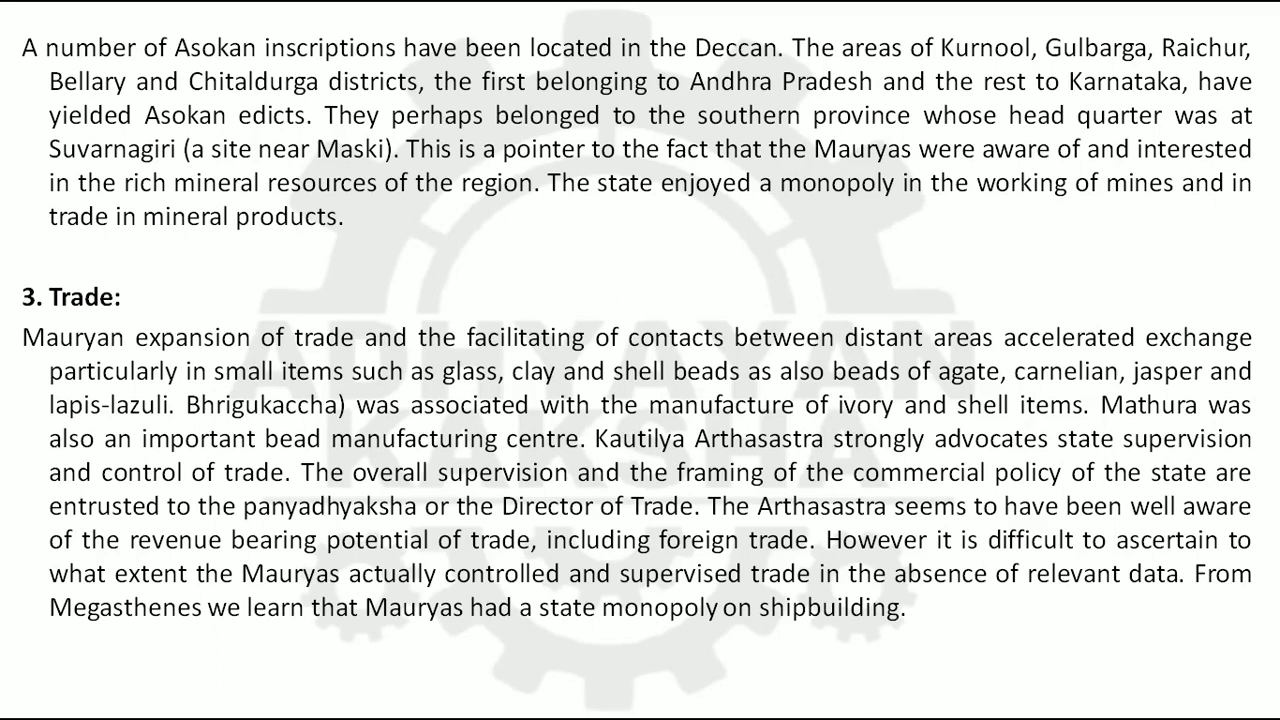 A number of Asokan inscriptions have been located in the Deccan. The areas of Kurnool, Gulbarga, Raichur,
Bellary and Chitaldurga districts, the first belonging to Andhra Pradesh and the rest to Karnataka, have
yielded Asokan edicts. They perhaps belonged to the southern province whose head quarter was at
Suvarnagiri (a site near Maski). This is a pointer to the fact that the Mauryas were aware of and interested
in the rich mineral resources of the region. The state enjoyed a monopoly in the working of mines and in
trade in mineral products.
3. Trade:
Mauryan expansion of trade and the facilitating of contacts between distant areas accelerated exchange
particularly in small items such as glass, clay and shell beads as also beads of agate, carnelian, jasper and
lapis-lazuli. Bhrigukaccha) was associated with the manufacture of ivory and shell items. Mathura was
also an important bead manufacturing centre. Kautilya Arthasastra strongly advocates state supervision
and control of trade. The overall supervision and the framing of the commercial policy of the state are
entrusted to the panyadhyaksha or the Director of Trade. The Arthasastra seems to have been well aware
of the revenue bearing potential of trade, including foreign trade. However it is difficult to ascertain to
what extent the Mauryas actually controlled and supervised trade in the absence of relevant data. From
Megasthenes we learn that Mauryas had a state monopoly on shipbuilding.
ADHYAYAN
KAKSHA